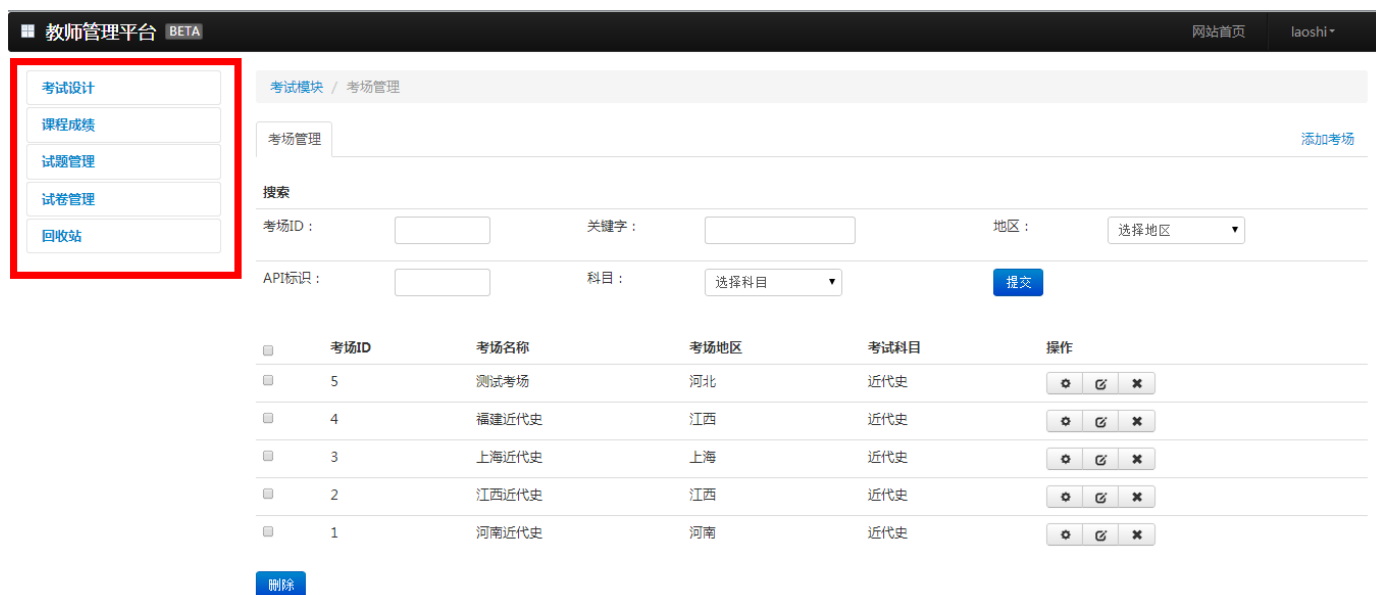 教师管理平台 BETA 网站首页 laoshi
考试设计
课程成绩
试题管理
试卷管理
回收站
考试模块 / 考场管理
考场管理 添加考场
搜索
考场ID： 关键字： 地区： 选择地区
API标识： 科目： 选择科目 提交
考场ID 考场名称 考场地区 考试科目 操作
5 测试考场 河北 近代史
4 福建近代史 江西 近代史
3 上海近代史 上海 近代史
2 江西近代史 江西 近代史
1 河南近代史 河南 近代史
删除